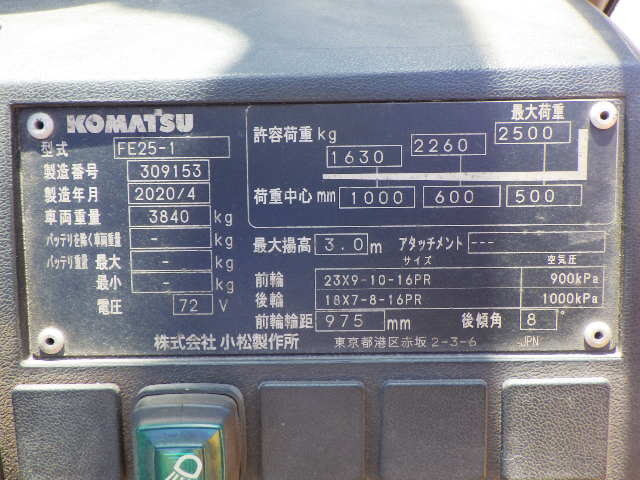 KOMATSU
型式 FE25-1
製造番号 309153
製造年月 2020/4
車両重量 3840 kg
バッテリを除く車両重量 - kg
バッテリ重量 最大 - kg
最小 - kg
電圧 72 V
最大荷重
許容荷重 kg 1630 2260 2500
荷重中心 mm 1000 600 500
最大揚高 3.0 m アタッチメント ---
サイズ 空気圧
前輪 23X9-10-16PR 900kPa
後輪 18X7-8-16PR 1000kPa
前輪輪距 975 mm 後傾角 8°
株式会社 小松製作所 東京都港区赤坂 2-3-6 -JPN